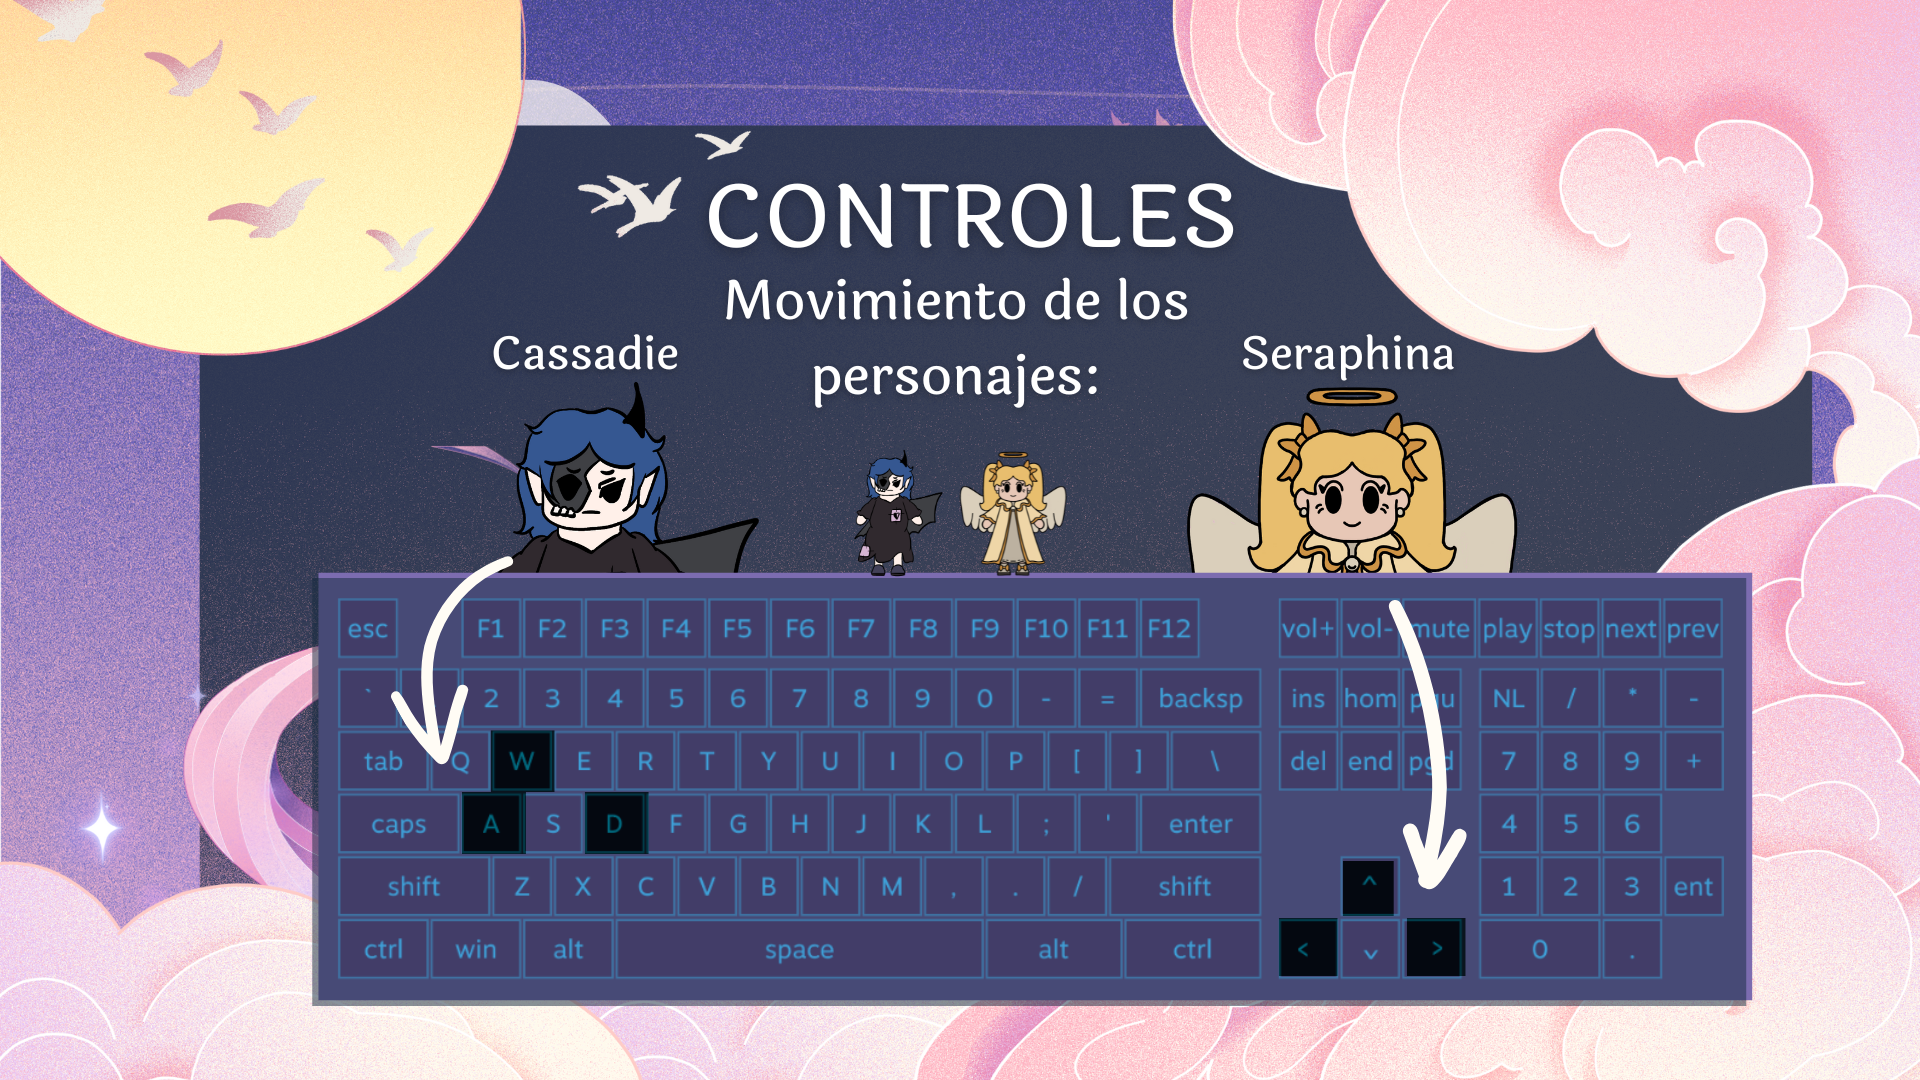 CONTROLES
Movimiento de los
personajes:
Cassadie
Seraphina
esc F1 F2 F3 F4 F5 F6 F7 F8 F9 F10 F11 F12 vol+ vol- mute play stop next prev
` 2 3 4 5 6 7 8 9 0 - = backsp ins hom pgu NL / * -
tab Q W E R T Y U I O P [ ] \ del end pgd 7 8 9 +
caps A S D F G H J K L ; ' enter 4 5 6
shift Z X C V B N M , . / shift ^ 1 2 3 ent
ctrl win alt space alt ctrl < v > 0 .